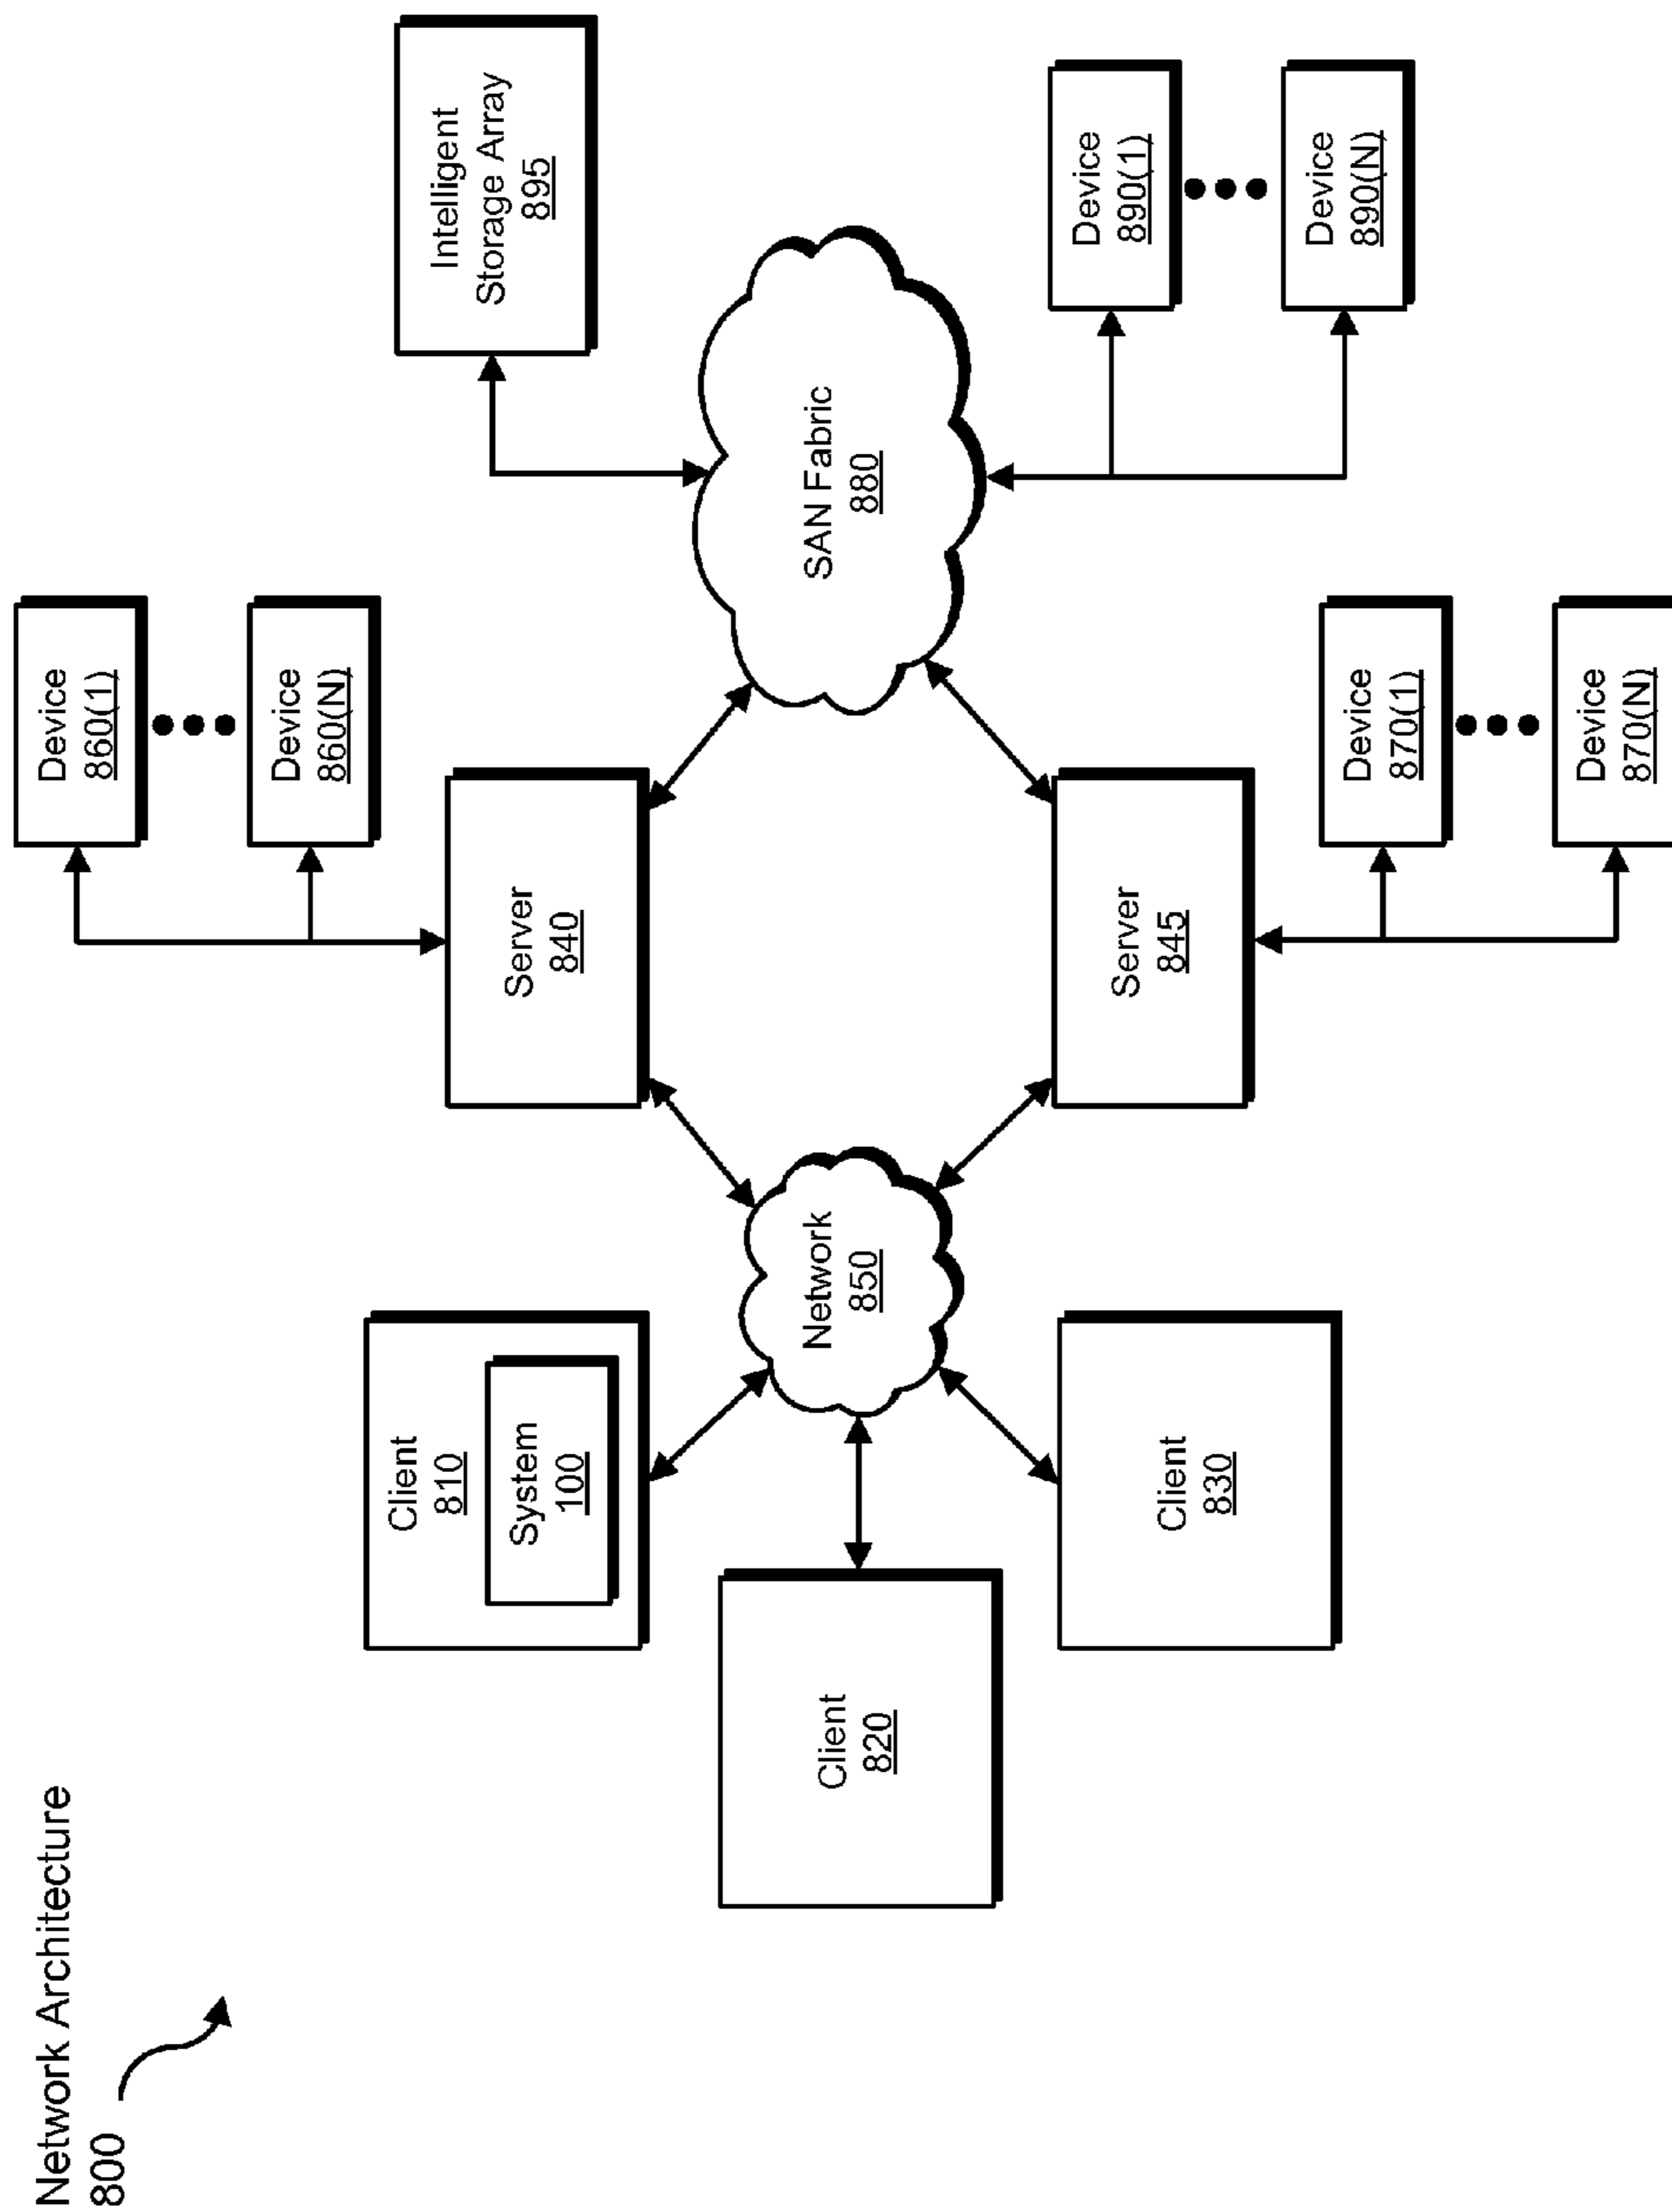 Network Architecture
800
Device
860(1)
Device
860(N)
Intelligent
Storage Array
895
Client
810
System
100
Server
840
Client
820
Network
850
SAN Fabric
880
Client
830
Server
845
Device
890(1)
Device
890(N)
Device
870(1)
Device
870(N)